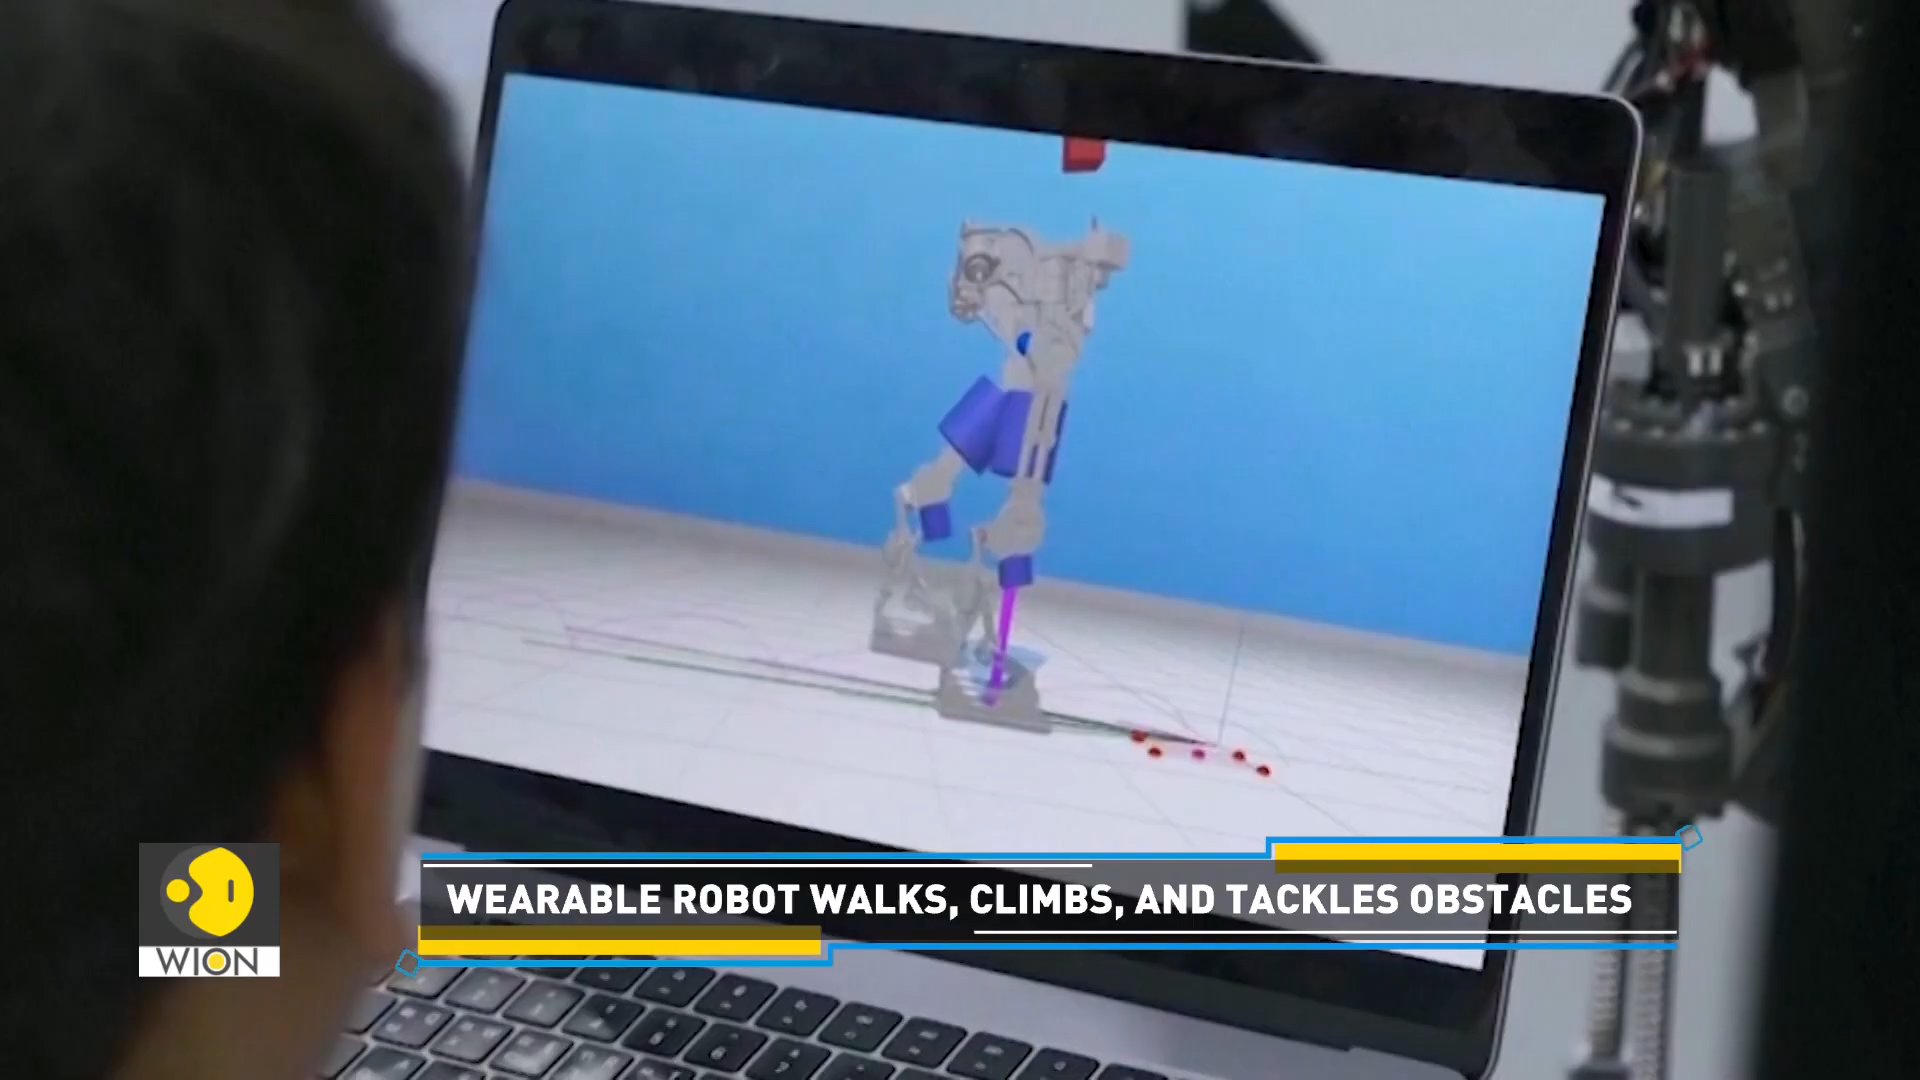 WEARABLE ROBOT WALKS, CLIMBS, AND TACKLES OBSTACLES
WION